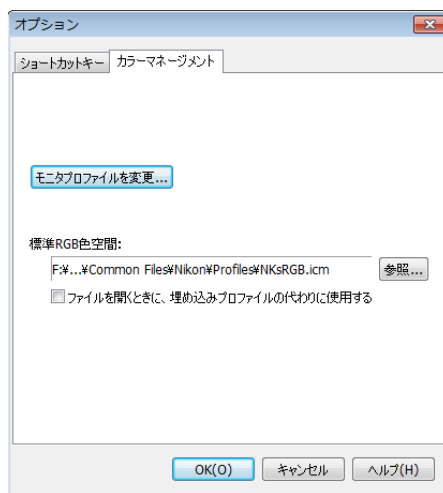 オプション
ショートカットキー カラーマネージメント
モニタプロファイルを変更...
標準RGB色空間:
F:¥...¥Common Files¥Nikon¥Profiles¥NKsRGB.icm 参照...
ファイルを開くときに、埋め込みプロファイルの代わりに使用する
OK(O) キャンセル ヘルプ(H)